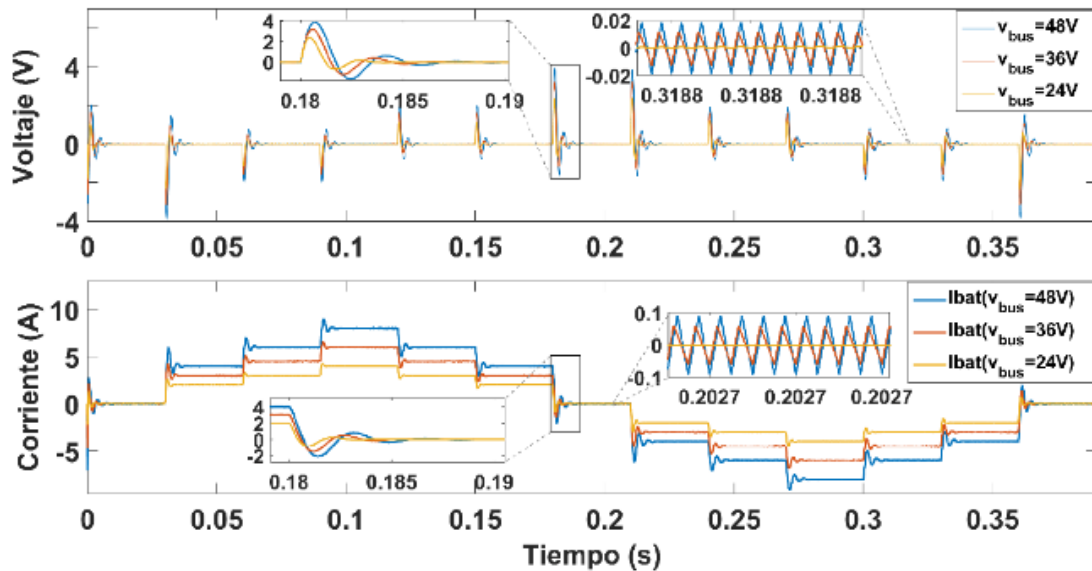 Voltaje (V)
6
4
2
0
-2
-4
4
2
0
0.18 0.185 0.19
0.02
0
-0.02
0.3188 0.3188 0.3188
v_bus=48V
v_bus=36V
v_bus=24V
0 0.05 0.1 0.15 0.2 0.25 0.3 0.35
Corriente (A)
10
5
0
-5
Ibat(v_bus=48V)
Ibat(v_bus=36V)
Ibat(v_bus=24V)
0.1
0
-0.1
0.2027 0.2027 0.2027
4
2
0
-2
0.18 0.185 0.19
0 0.05 0.1 0.15 0.2 0.25 0.3 0.35
Tiempo (s)